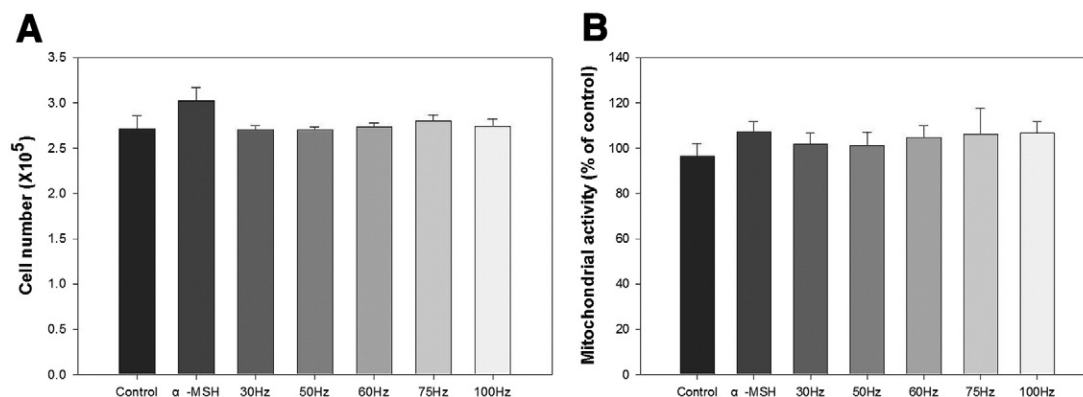 A
Cell number (X10⁵)
3.5
3.0
2.5
2.0
1.5
1.0
0.5
0.0
Control α -MSH 30Hz 50Hz 60Hz 75Hz 100Hz
B
Mitochondrial activity (% of control)
140
120
100
80
60
40
20
0
Control α -MSH 30Hz 50Hz 60Hz 75Hz 100Hz